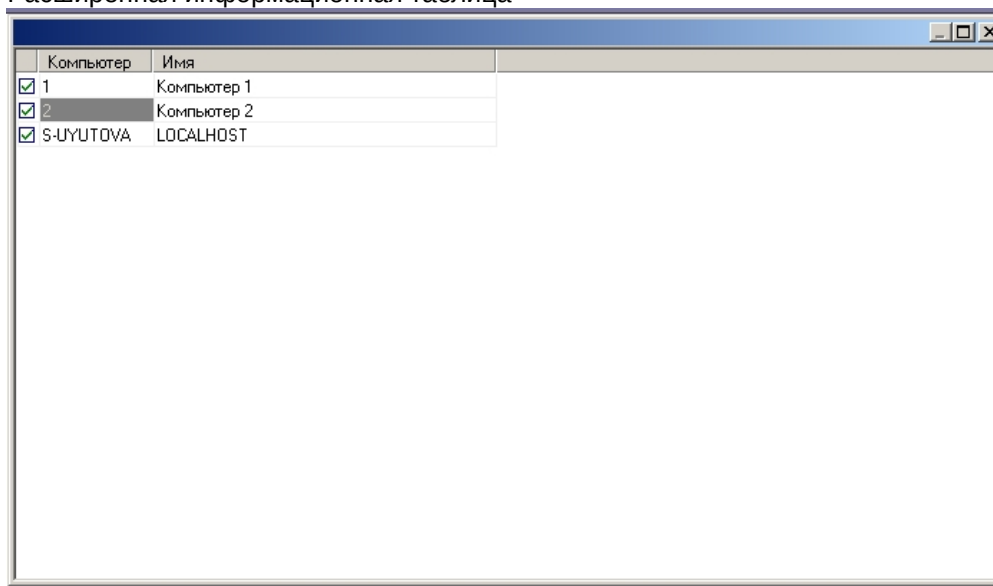 Расширенная информационная таблица
Компьютер Имя
1 Компьютер 1
2 Компьютер 2
S-UYUTOVA LOCALHOST